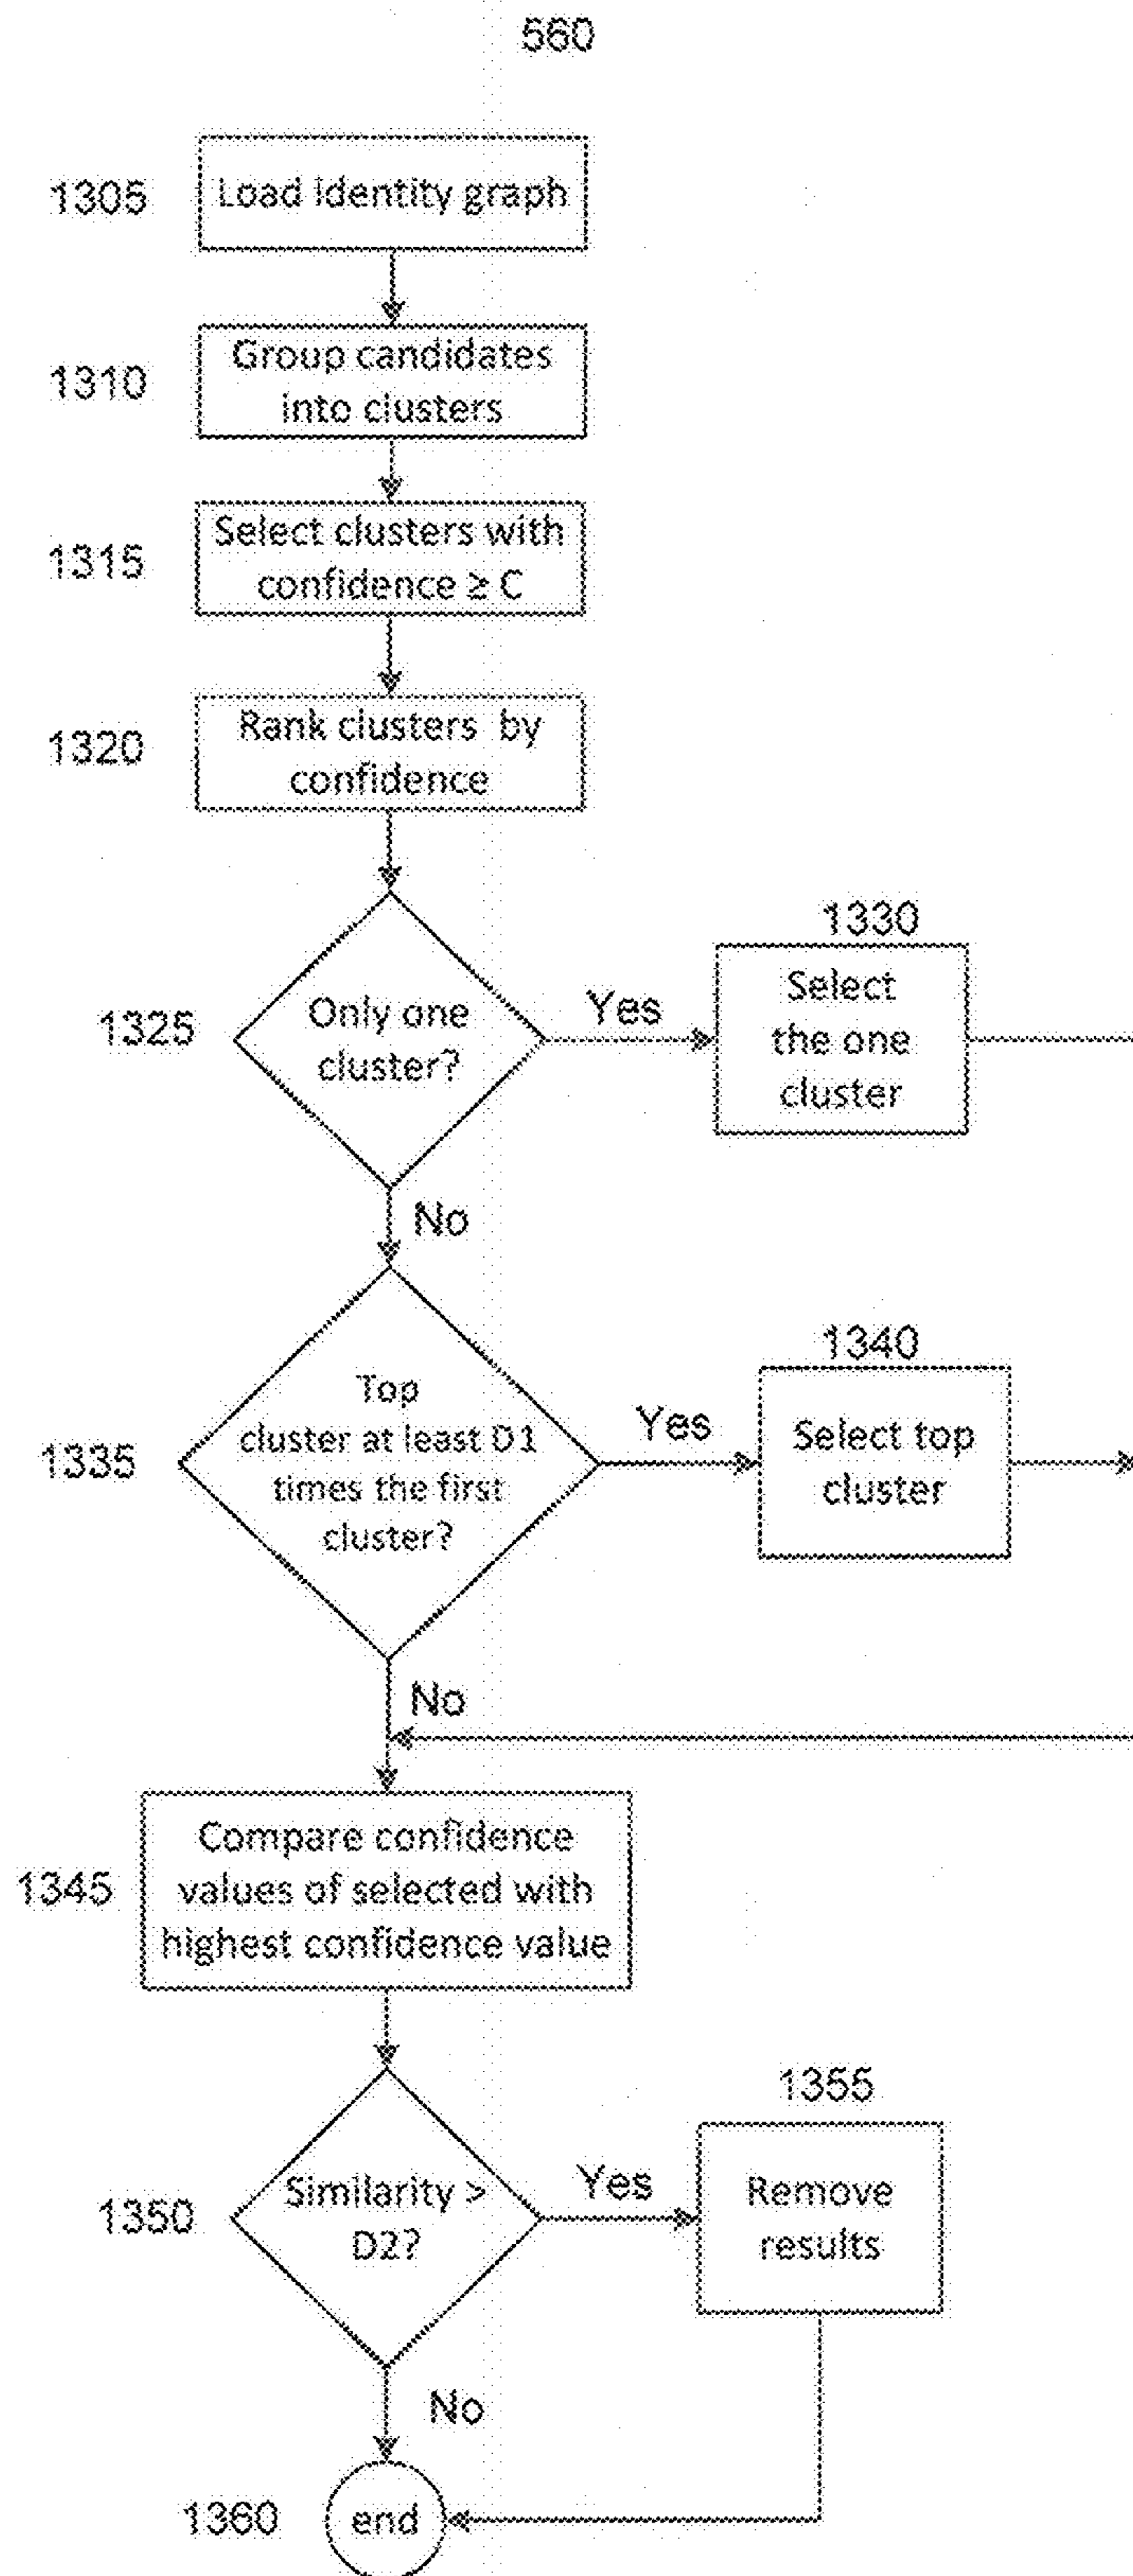 560
1305
Load identity graph
1310
Group candidates
into clusters
1315
Select clusters with
confidence ≥ C
1320
Rank clusters by
confidence
1325
Only one
cluster?
Yes
1330
Select
the one
cluster
No
1335
Top
cluster at least D1
times the first
cluster?
Yes
1340
Select top
cluster
No
1345
Compare confidence
values of selected with
highest confidence value
1350
Similarity >
D2?
Yes
1355
Remove
results
No
1360
end